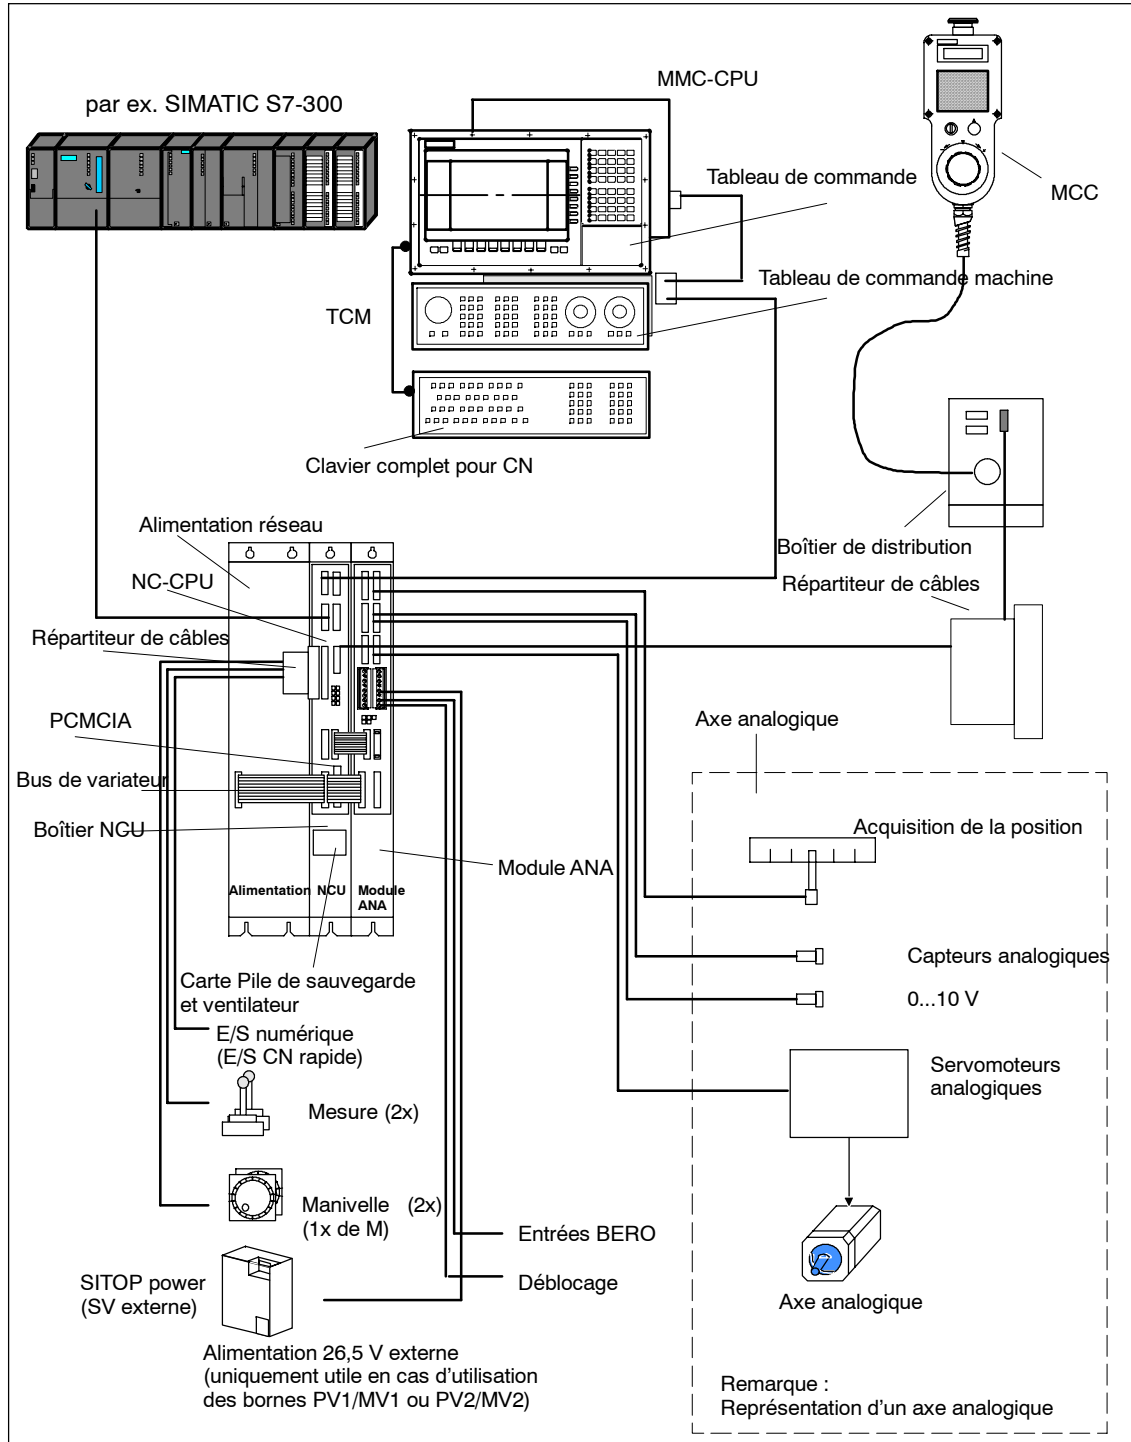 MMC-CPU
par ex. SIMATIC S7-300
Tableau de commande
MCC
Tableau de commande machine
TCM
Clavier complet pour CN
Alimentation réseau
Boîtier de distribution
NC-CPU
Répartiteur de câbles
Répartiteur de câbles
PCMCIA
Axe analogique
Bus de variateur
Boîtier NCU
Acquisition de la position
Module ANA
Alimentation
NCU
Module
ANA
Capteurs analogiques
Carte Pile de sauvegarde
et ventilateur
0...10 V
E/S numérique
(E/S CN rapide)
Servomoteurs
analogiques
Mesure (2x)
Manivelle (2x)
(1x de M)
Entrées BERO
SITOP power
(SV externe)
Déblocage
Axe analogique
Alimentation 26,5 V externe
(uniquement utile en cas d'utilisation
des bornes PV1/MV1 ou PV2/MV2)
Remarque :
Représentation d'un axe analogique